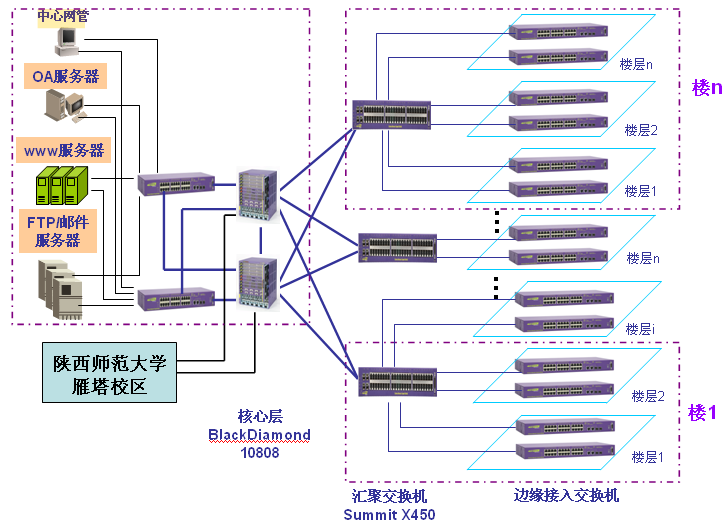 中心网管
OA服务器
www服务器
FTP/邮件
服务器
陕西师范大学
雁塔校区
核心层
BlackDiamond
10808
楼层n
楼n
楼层2
楼层1
楼层n
楼层i
楼层2
楼1
楼层1
汇聚交换机
Summit X450
边缘接入交换机